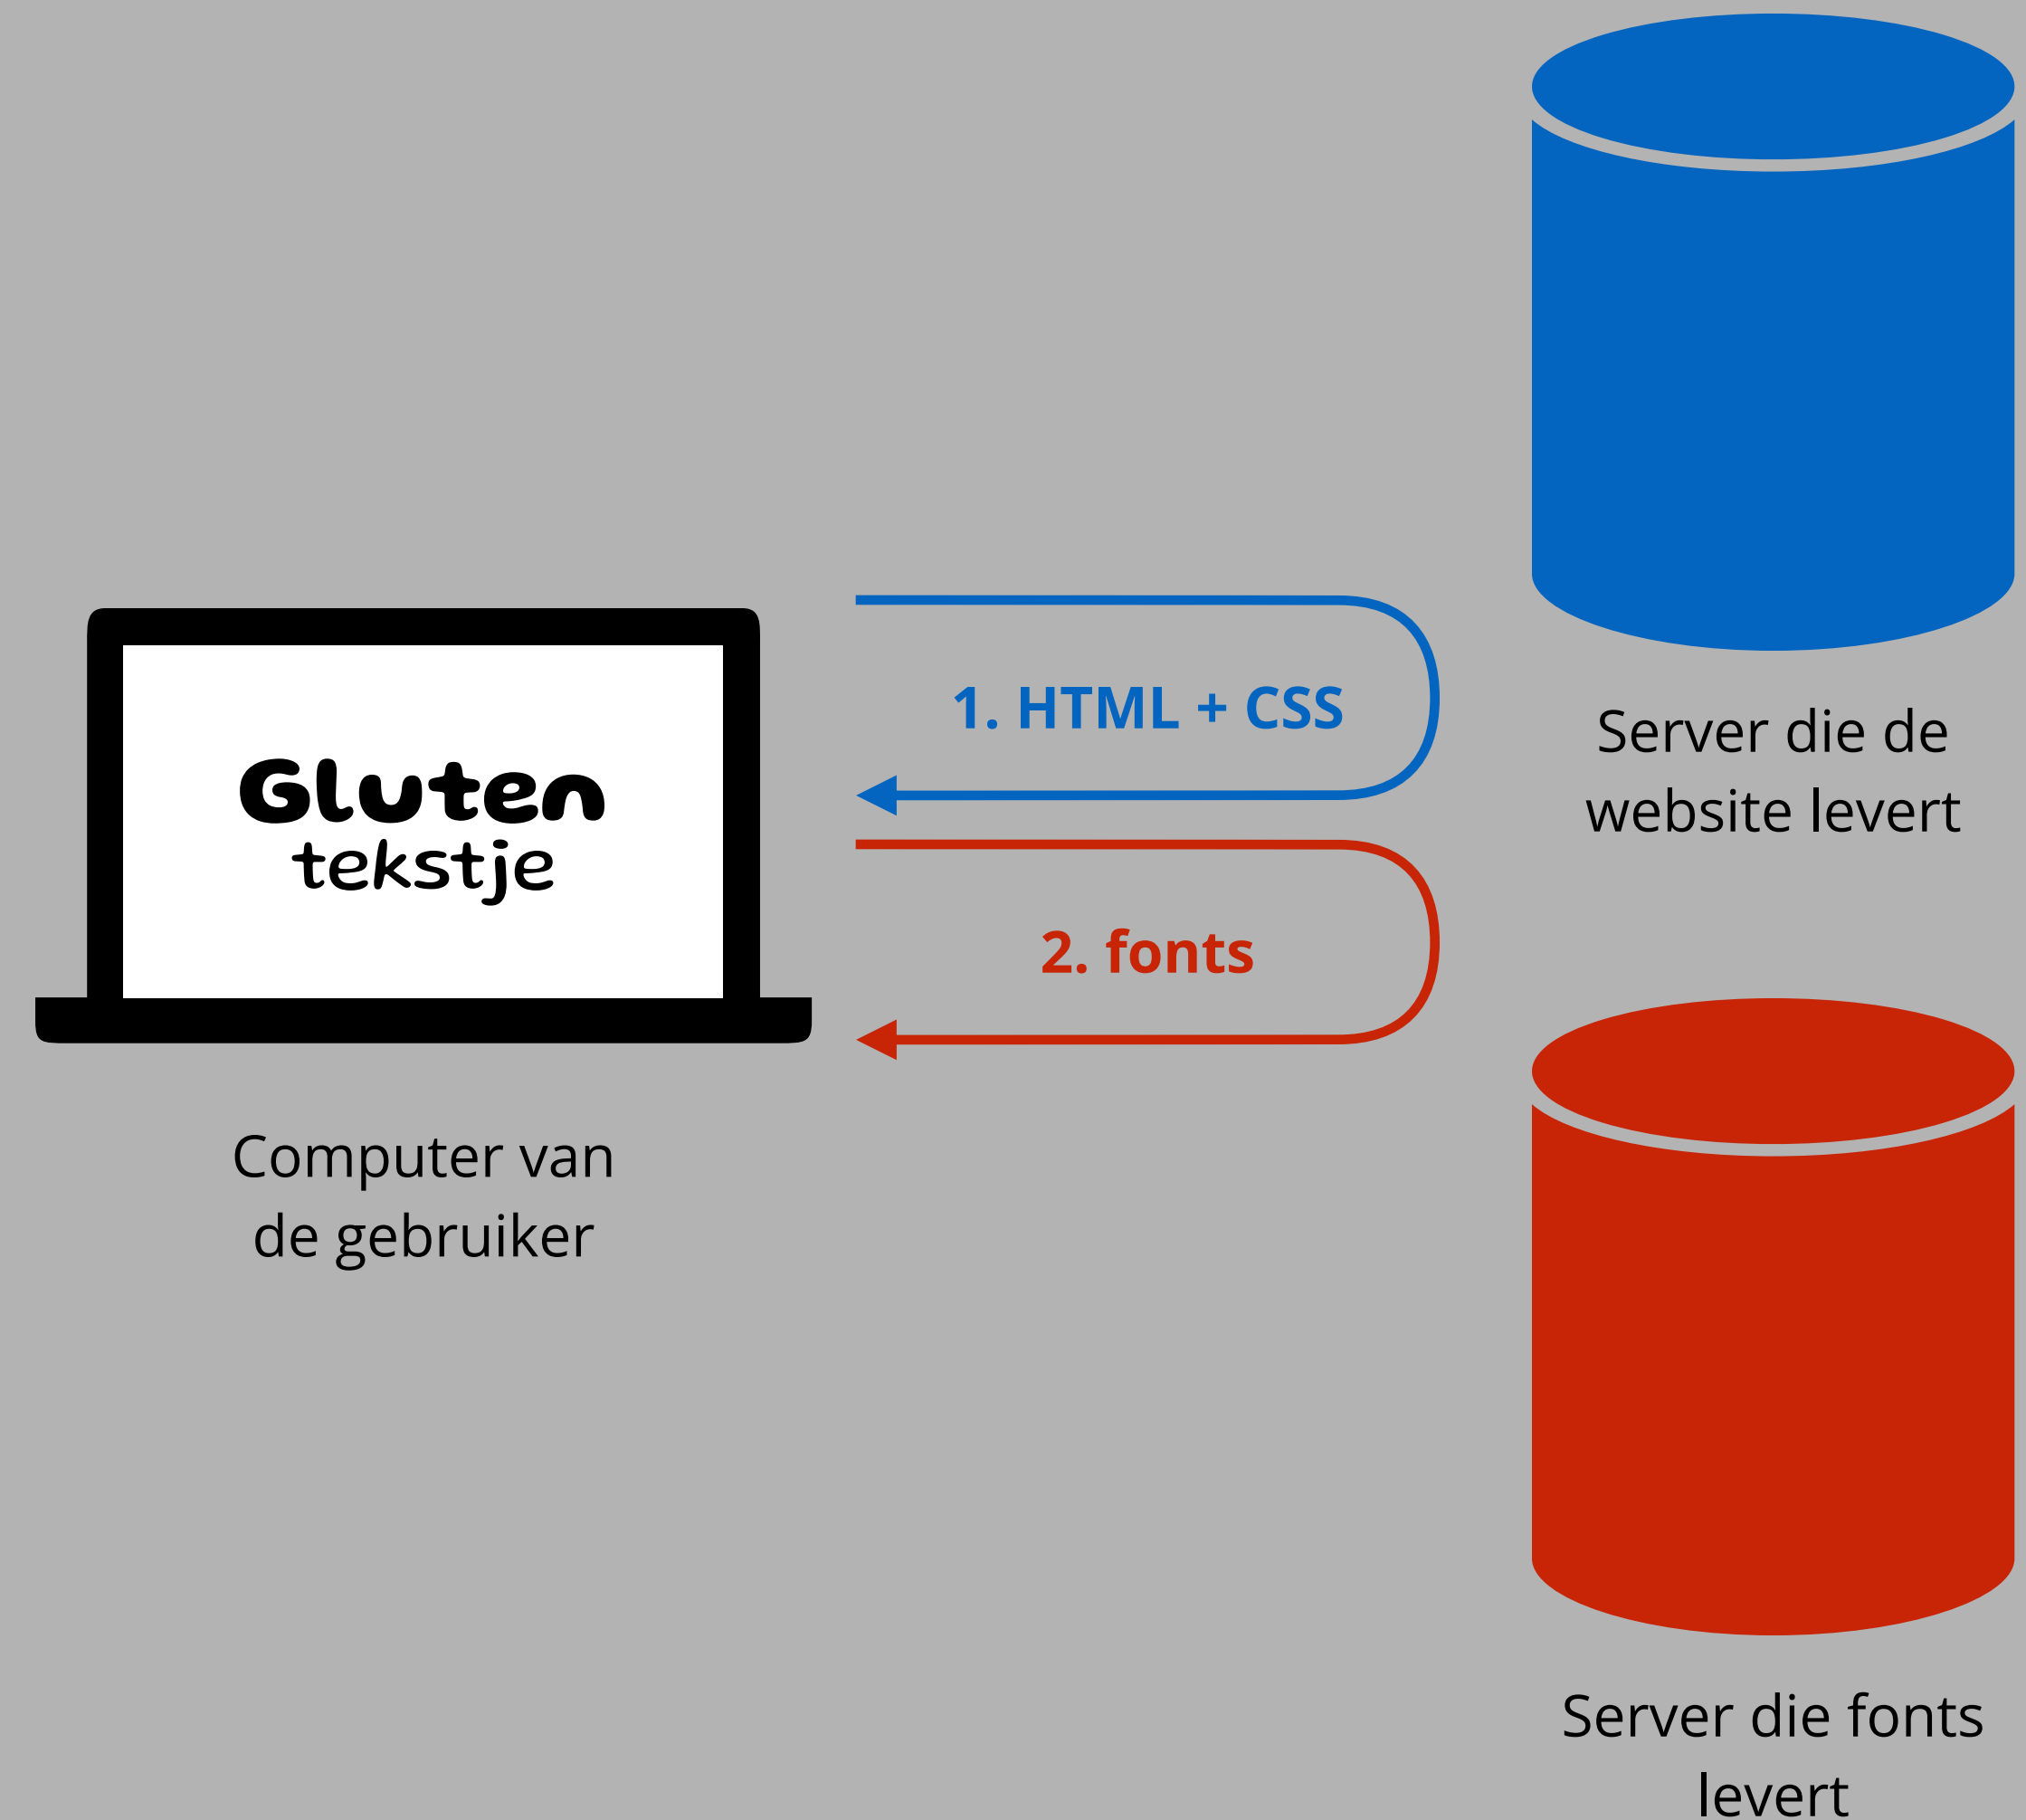 Gluten
tekstje
Computer van
de gebruiker
1. HTML + CSS
2. fonts
Server die de
website levert
Server die fonts
levert